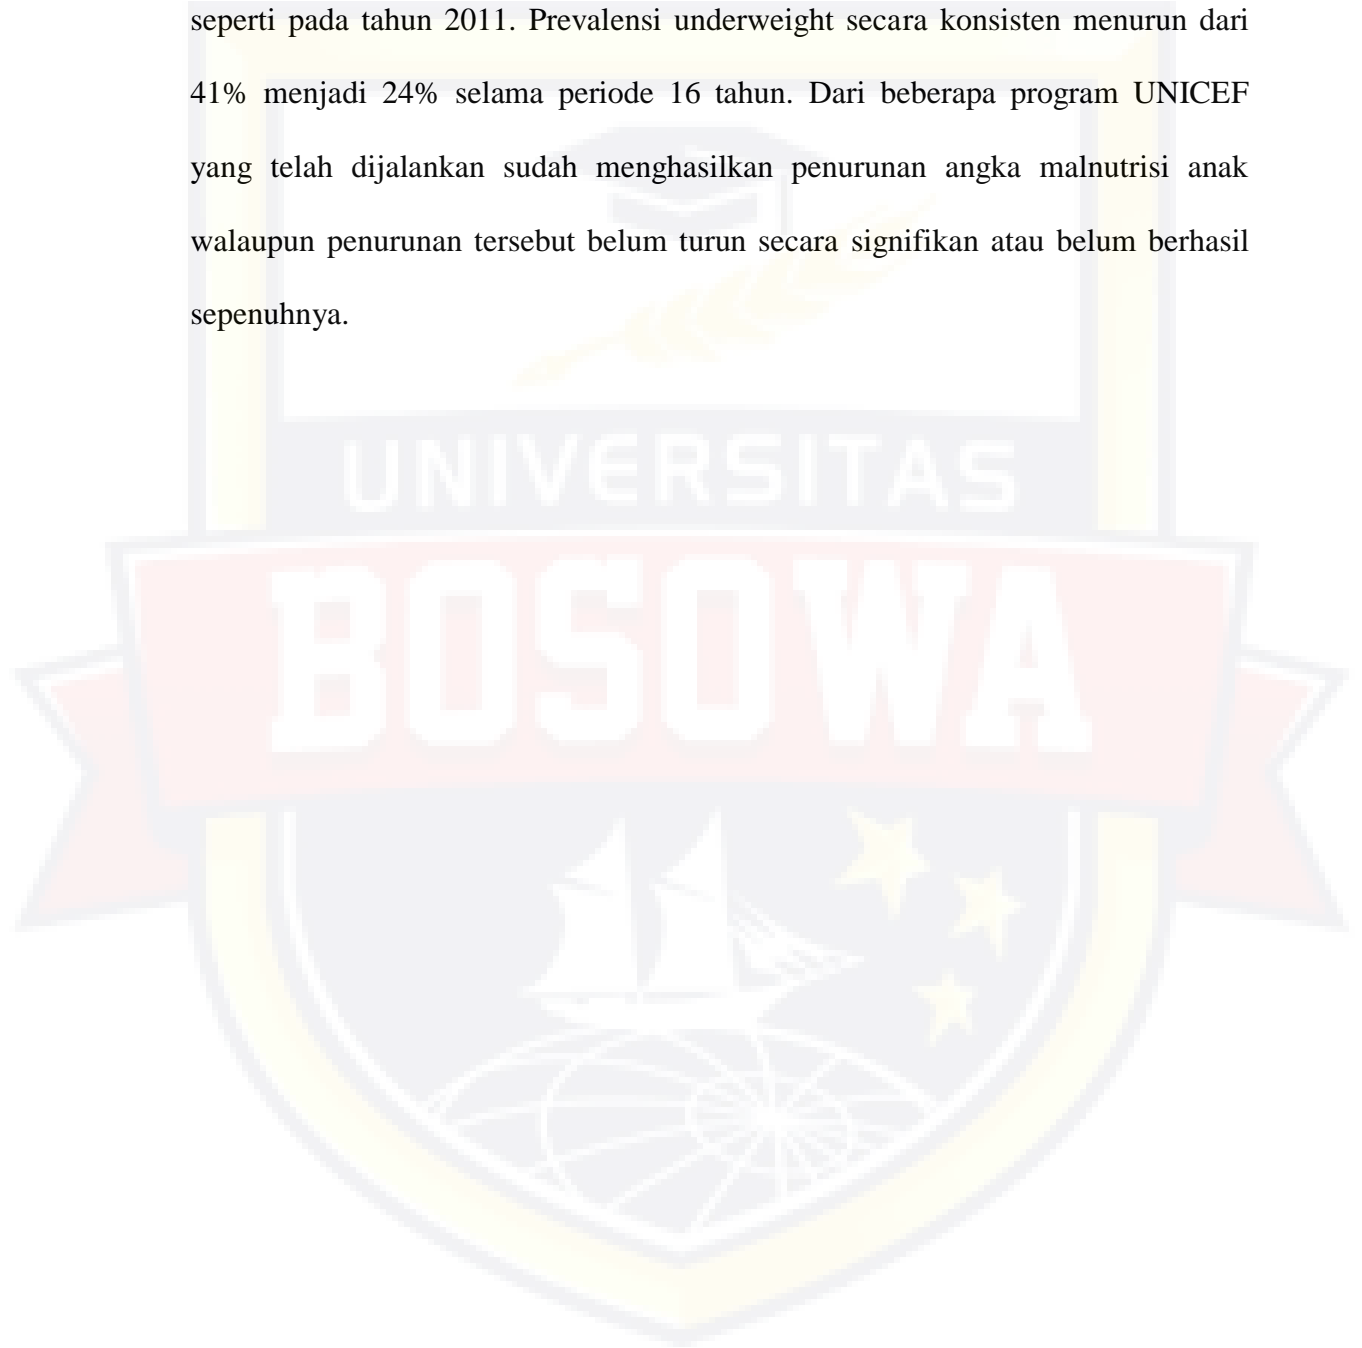 seperti pada tahun 2011. Prevalensi underweight secara konsisten menurun dari
41% menjadi 24% selama periode 16 tahun. Dari beberapa program UNICEF
yang telah dijalankan sudah menghasilkan penurunan angka malnutrisi anak
walaupun penurunan tersebut belum turun secara signifikan atau belum berhasil
sepenuhnya.
UNIVERSITAS
BOSOWA